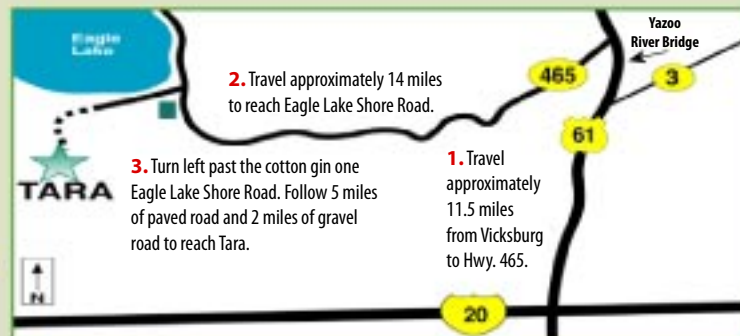 Eagle
Lake
Yazoo
River Bridge
465
3
2. Travel approximately 14 miles
to reach Eagle Lake Shore Road.
61
TARA
3. Turn left past the cotton gin one
Eagle Lake Shore Road. Follow 5 miles
of paved road and 2 miles of gravel
road to reach Tara.
1. Travel
approximately
11.5 miles
from Vicksburg
to Hwy. 465.
N
20